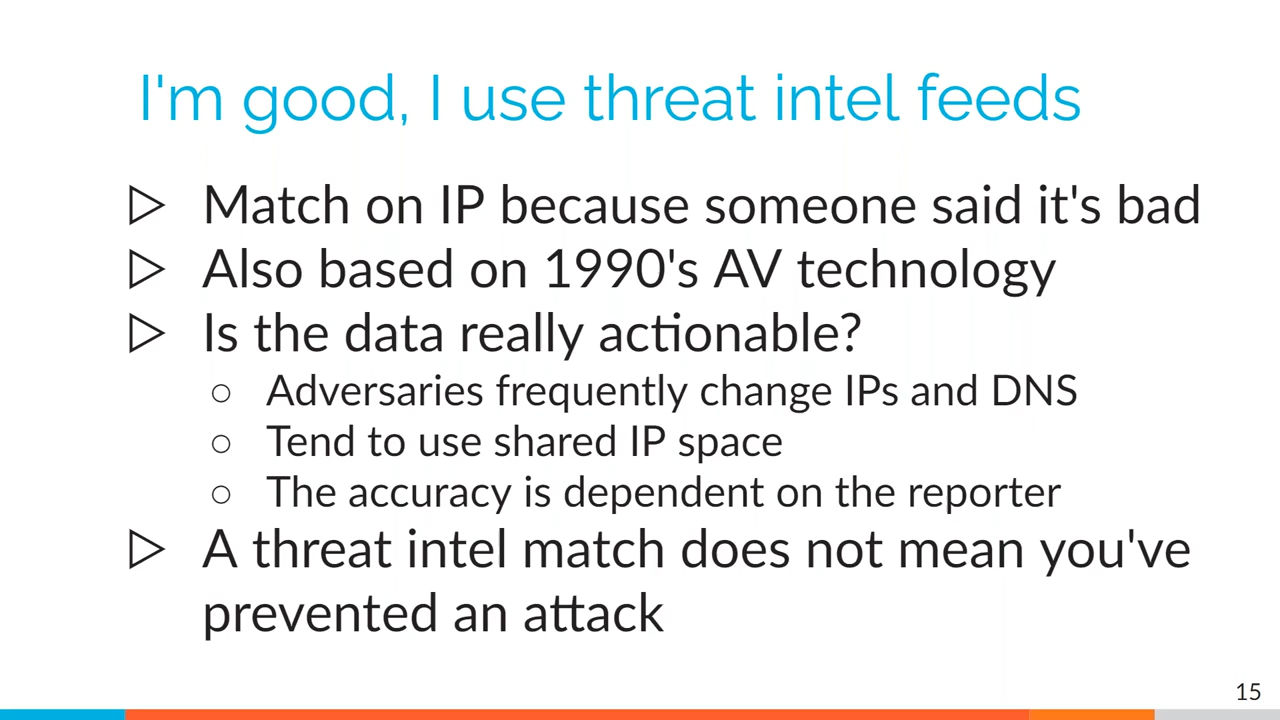 I'm good, I use threat intel feeds
▷ Match on IP because someone said it's bad
▷ Also based on 1990's AV technology
▷ Is the data really actionable?
○ Adversaries frequently change IPs and DNS
○ Tend to use shared IP space
○ The accuracy is dependent on the reporter
▷ A threat intel match does not mean you've
prevented an attack
15